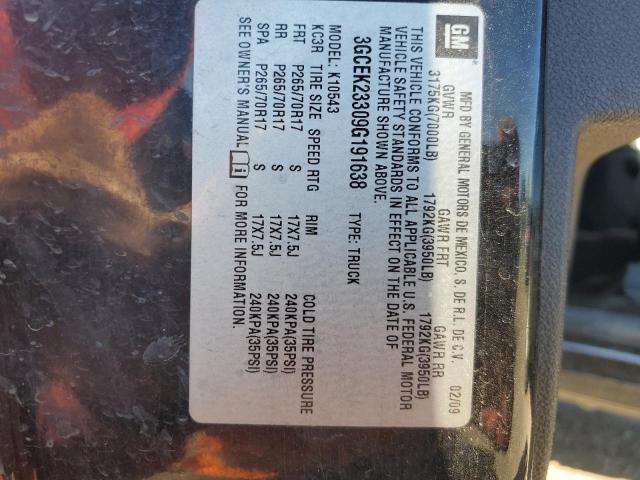 GM
MFD BY GENERAL MOTORS DE MEXICO, S. DE R.L. DE C.V. 02/09
GVWR GAWR FRT GAWR RR
3175KG(7000LB) 1792KG(3950LB) 1792KG(3950LB)
THIS VEHICLE CONFORMS TO ALL APPLICABLE U.S. FEDERAL MOTOR
VEHICLE SAFETY STANDARDS IN EFFECT ON THE DATE OF
MANUFACTURE SHOWN ABOVE.
3GCEK23309G191638 TYPE: TRUCK
MODEL: K10543
KC3R TIRE SIZE SPEED RTG RIM COLD TIRE PRESSURE
FRT P265/70R17 S 17X7.5J 240KPA(35PSI)
RR P265/70R17 S 17X7.5J 240KPA(35PSI)
SPA P265/70R17 S 17X7.5J 240KPA(35PSI)
SEE OWNER'S MANUAL i FOR MORE INFORMATION.